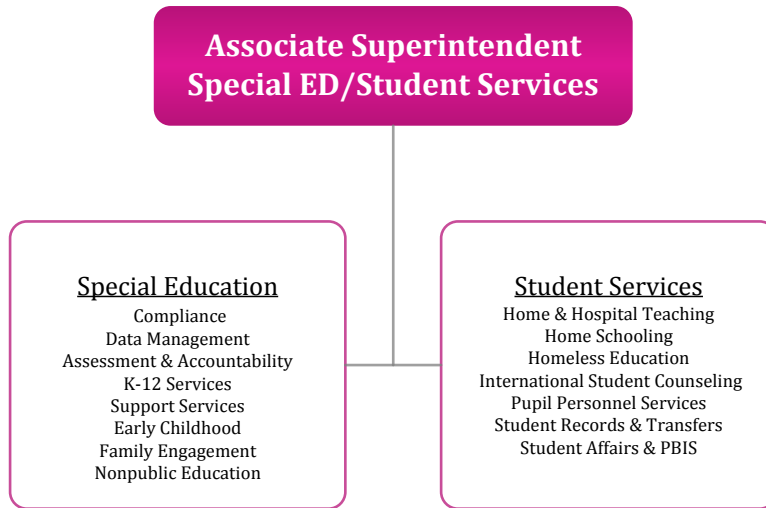 Associate Superintendent
Special ED/Student Services
Special Education
Compliance
Data Management
Assessment & Accountability
K-12 Services
Support Services
Early Childhood
Family Engagement
Nonpublic Education
Student Services
Home & Hospital Teaching
Home Schooling
Homeless Education
International Student Counseling
Pupil Personnel Services
Student Records & Transfers
Student Affairs & PBIS